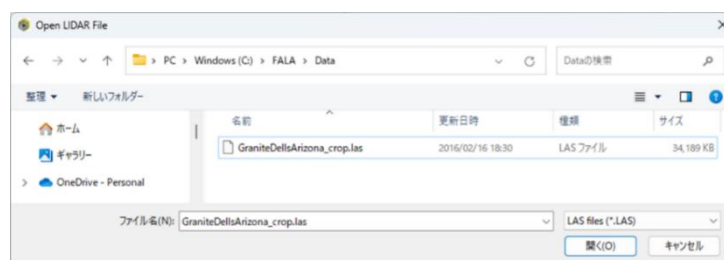 Open LIDAR File
PC > Windows (C:) > FALA > Data
Dataの検索
整理 新しいフォルダー
名前 更新日時 種類 サイズ
ホーム
GraniteDellsArizona_crop.las 2016/02/16 18:30 LAS ファイル 34,189 KB
ギャラリー
OneDrive - Personal
ファイル名(N): GraniteDellsArizona_crop.las LAS files (*.LAS)
開く(O) キャンセル